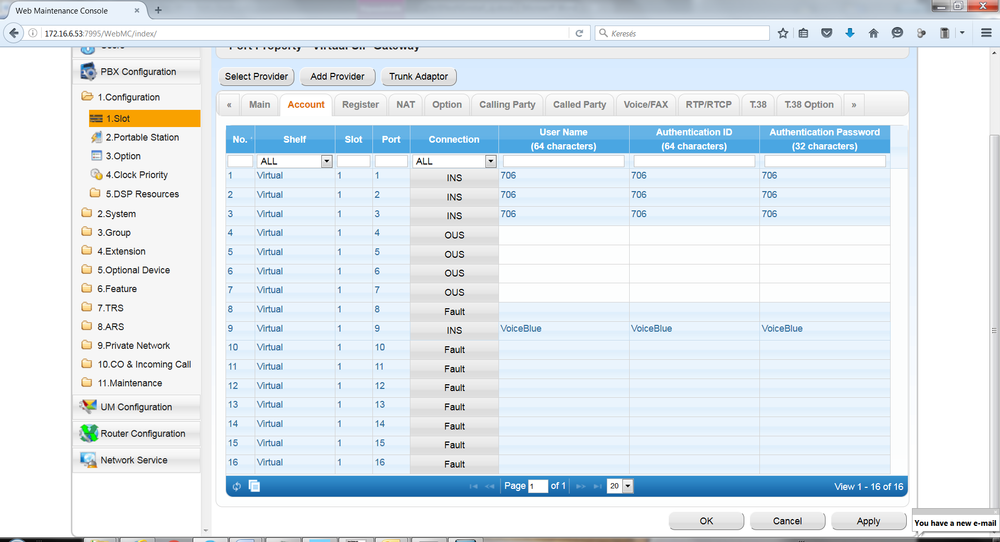 Web Maintenance Console
172.16.6.53:7995/WebMC/index/
Keresés
PBX Configuration
1.Configuration
1.Slot
2.Portable Station
3.Option
4.Clock Priority
5.DSP Resources
2.System
3.Group
4.Extension
5.Optional Device
6.Feature
7.TRS
8.ARS
9.Private Network
10.CO & Incoming Call
11.Maintenance
UM Configuration
Router Configuration
Network Service
Port Property - Virtual SIP Gateway
Select Provider Add Provider Trunk Adaptor
« Main Account Register NAT Option Calling Party Called Party Voice/FAX RTP/RTCP T.38 T.38 Option »
No. Shelf Slot Port Connection User Name (64 characters) Authentication ID (64 characters) Authentication Password (32 characters)
ALL ALL
1 Virtual 1 1 INS 706 706 706
2 Virtual 1 2 INS 706 706 706
3 Virtual 1 3 INS 706 706 706
4 Virtual 1 4 OUS
5 Virtual 1 5 OUS
6 Virtual 1 6 OUS
7 Virtual 1 7 OUS
8 Virtual 1 8 Fault
9 Virtual 1 9 INS VoiceBlue VoiceBlue VoiceBlue
10 Virtual 1 10 Fault
11 Virtual 1 11 Fault
12 Virtual 1 12 Fault
13 Virtual 1 13 Fault
14 Virtual 1 14 Fault
15 Virtual 1 15 Fault
16 Virtual 1 16 Fault
Page 1 of 1 20 View 1 - 16 of 16
OK Cancel Apply
You have a new e-mail